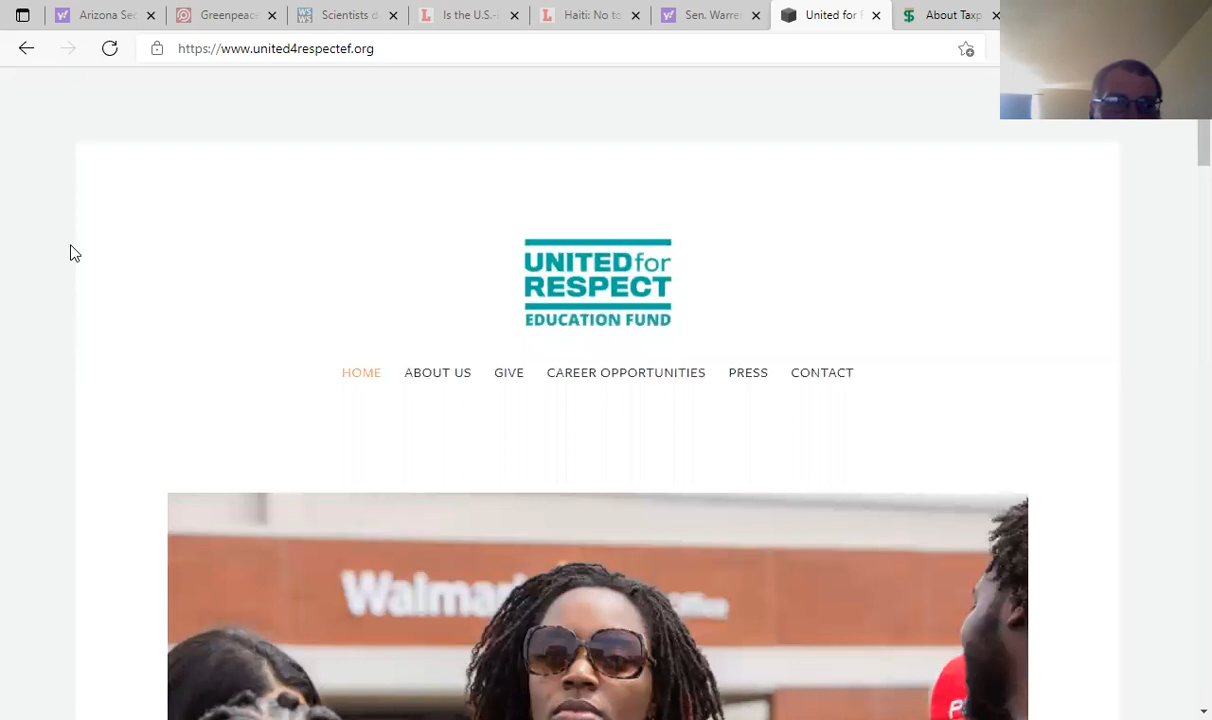 Arizona Se
Greenpeac
Scientists d
Is the U.S.-
Haiti: No to
Sen. Warre
United for
About Taxp
https://www.united4respectef.org
UNITED for
RESPECT
EDUCATION FUND
HOME ABOUT US GIVE CAREER OPPORTUNITIES PRESS CONTACT
Walmar